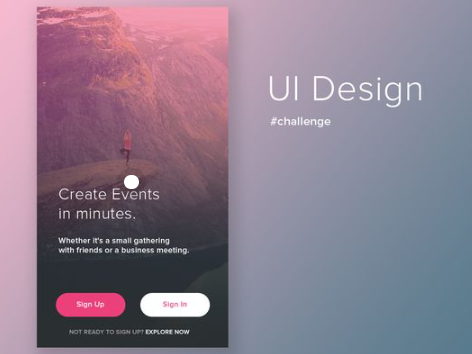 UI Design
#challenge
Create Events
in minutes.
Whether it's a small gathering
with friends or a business meeting.
Sign Up
Sign In
NOT READY TO SIGN UP? EXPLORE NOW